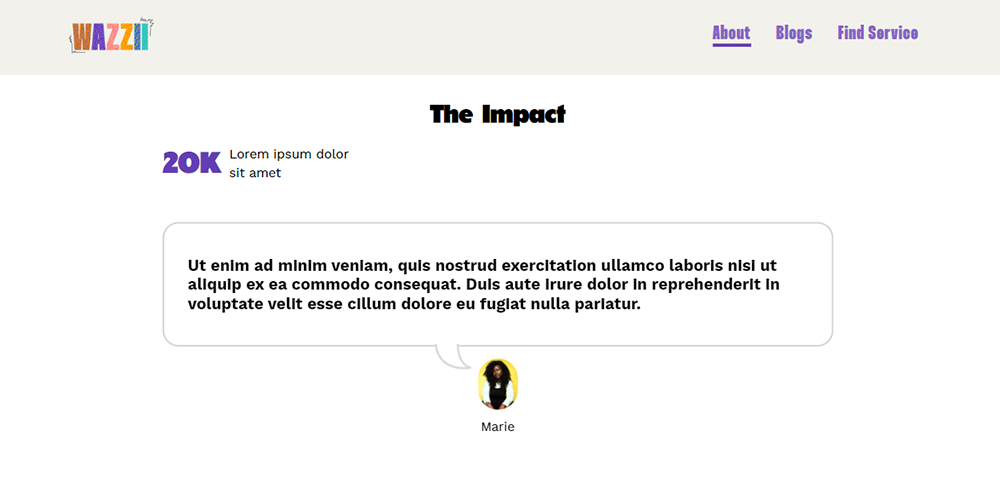 WAZZII
About Blogs Find Service
The Impact
20K Lorem ipsum dolor
sit amet
Ut enim ad minim veniam, quis nostrud exercitation ullamco laboris nisi ut
aliquip ex ea commodo consequat. Duis aute irure dolor in reprehenderit in
voluptate velit esse cillum dolore eu fugiat nulla pariatur.
Marie